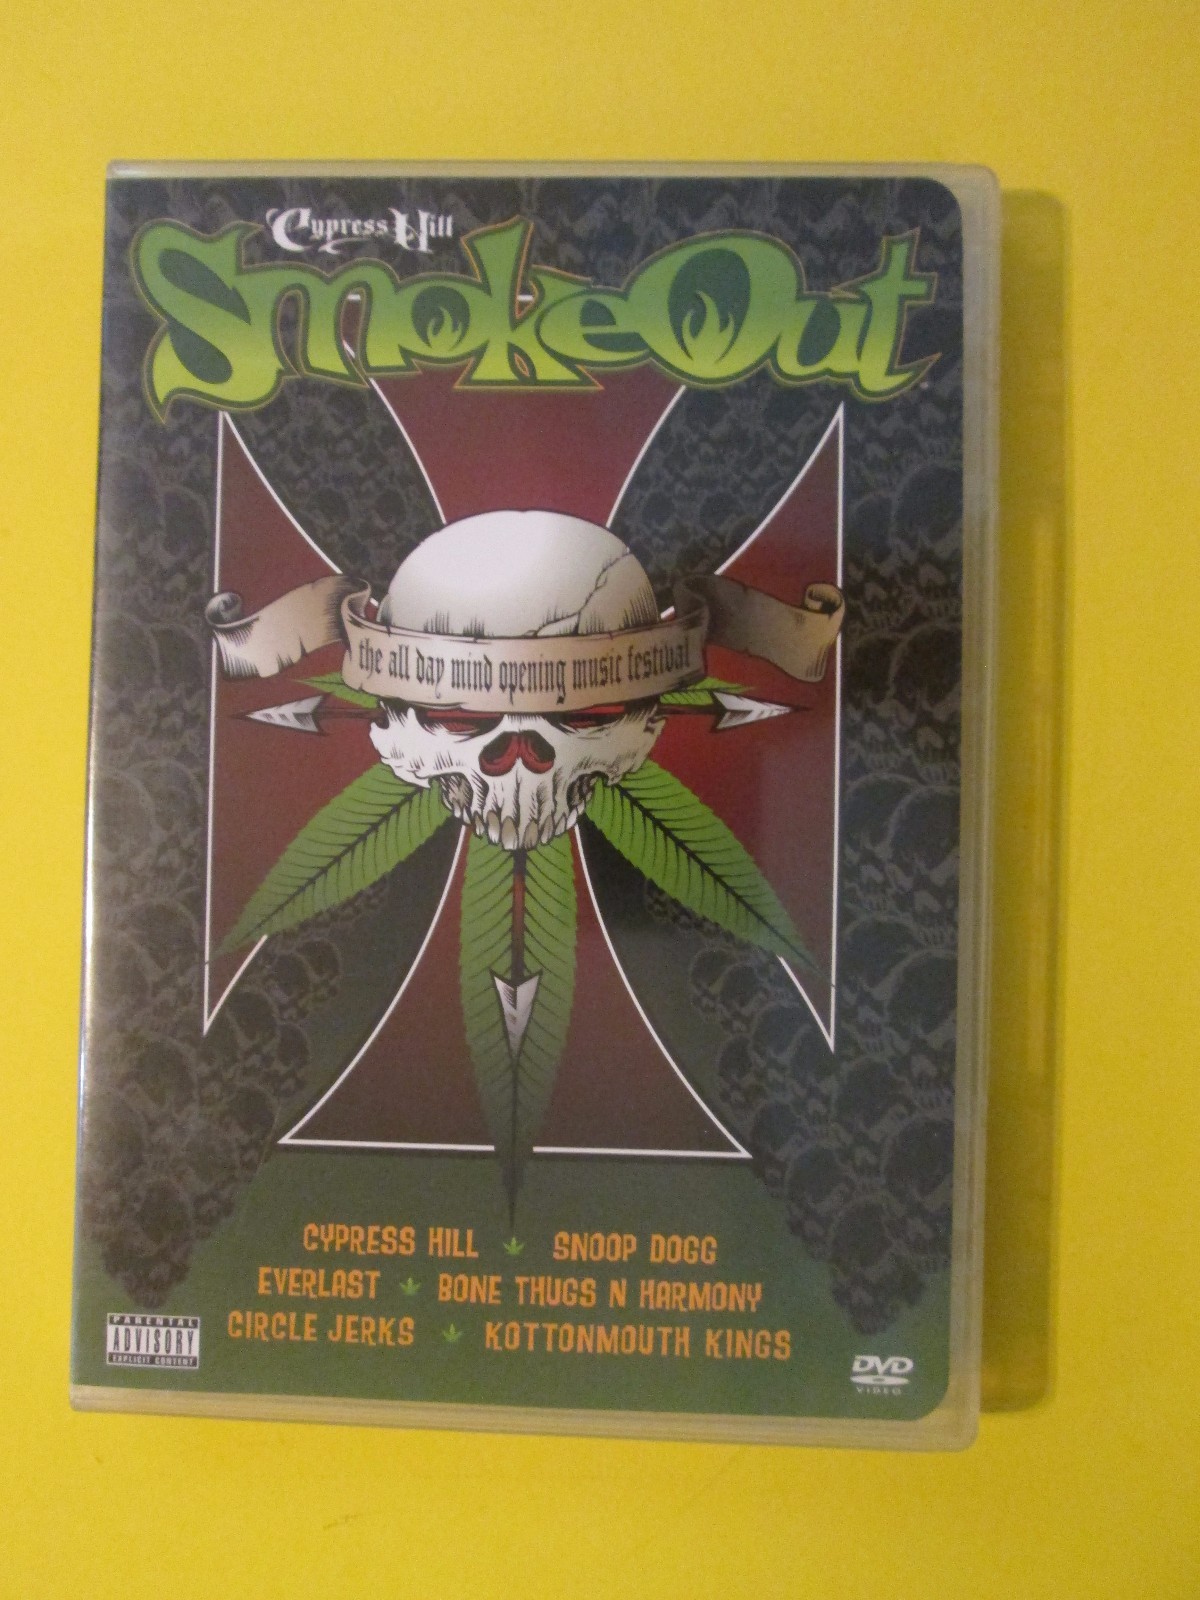 Cypress Hill
SmokeOut
the all day mind opening music festival
CYPRESS HILL SNOOP DOGG
EVERLAST BONE THUGS N HARMONY
CIRCLE JERKS KOTTONMOUTH KINGS
PARENTAL
ADVISORY
EXPLICIT CONTENT
DVD
VIDEO